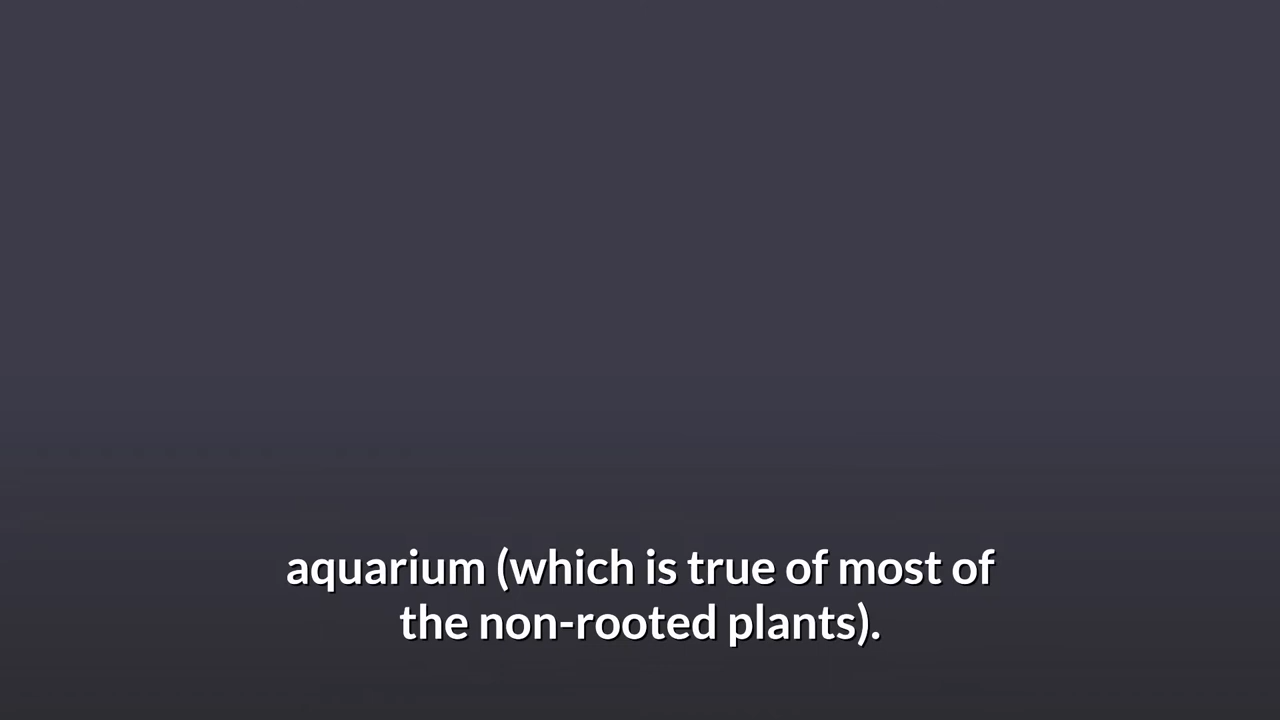 aquarium (which is true of most of
the non-rooted plants).